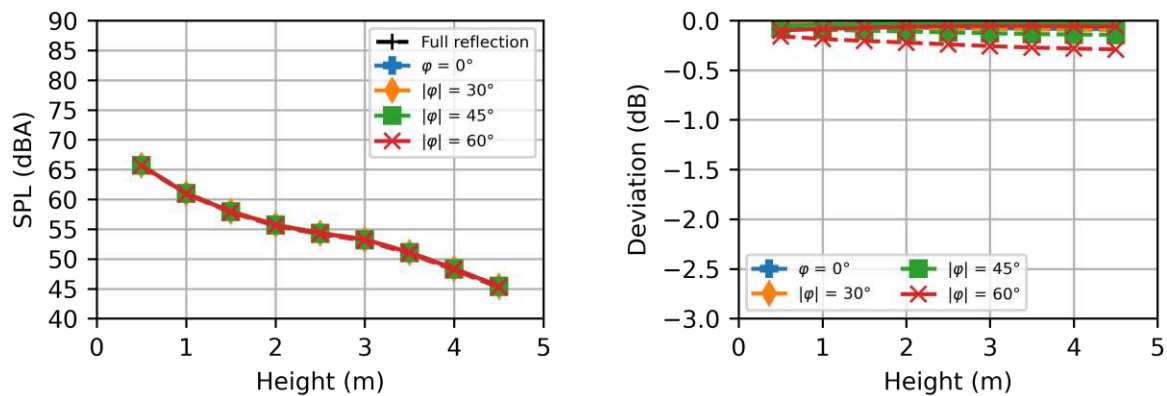 90
85
80
75
70
65
60
55
50
45
40
SPL (dBA)
0 1 2 3 4 5
Height (m)
Full reflection
φ = 0°
|φ| = 30°
|φ| = 45°
|φ| = 60°
0.0
−0.5
−1.0
−1.5
−2.0
−2.5
−3.0
Deviation (dB)
0 1 2 3 4 5
Height (m)
φ = 0° |φ| = 45°
|φ| = 30° |φ| = 60°